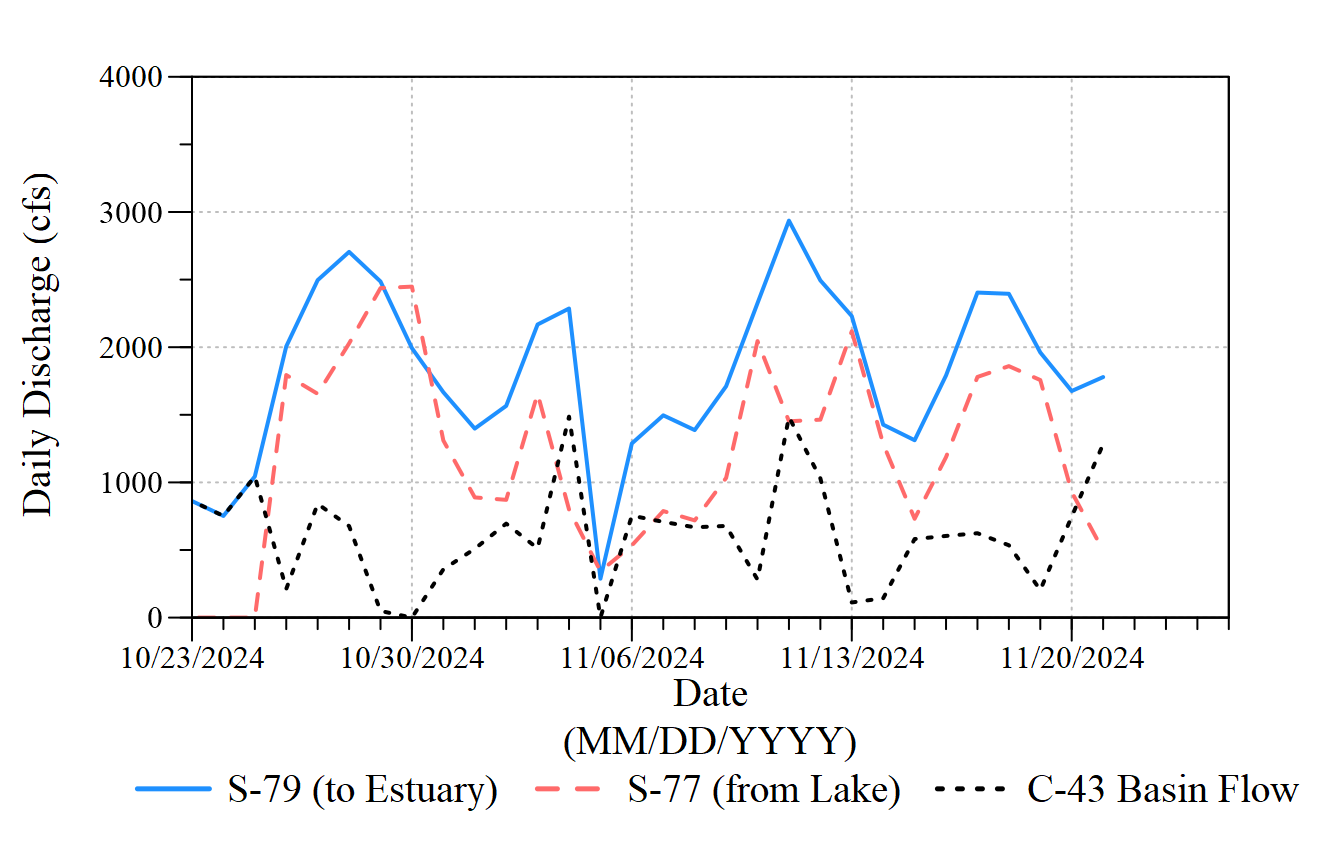 4000
3000
2000
1000
0
Daily Discharge (cfs)
10/23/2024 10/30/2024 11/06/2024 11/13/2024 11/20/2024
Date
(MM/DD/YYYY)
S-79 (to Estuary) S-77 (from Lake) C-43 Basin Flow